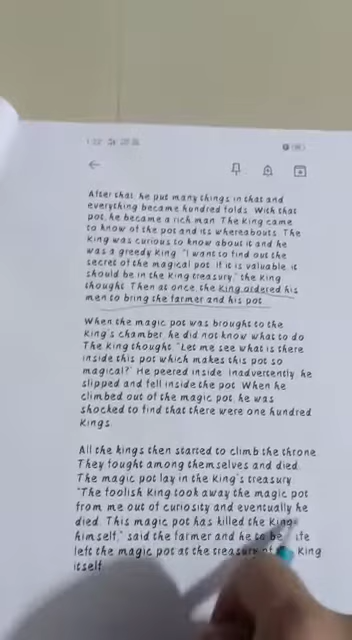 After that, he put many things in that and
everything became hundred folds. With that
pot, he became a rich man. The King came
to know of the pot and its whereabouts. The
King was curious to know about it and he
was a greedy King. "I want to find out the
secret of the magical pot. If it is valuable, it
should be in the King treasury," the King
thought. Then at once the King ordered his
men to bring the farmer and his pot.
When the magic pot was brought to the
King's chamber, he did not know what to do.
The King thought, "Let me see what is there
inside this pot which makes this pot so
magical?" He peered inside. Inadvertently, he
slipped and fell inside the pot. When he
climbed out of the magic pot, he was
shocked to find that there were one hundred
Kings.
All the kings then started to climb the throne.
They fought among themselves and died.
The magic pot lay in the King's treasury.
"The foolish King took away the magic pot
from me out of curiosity and eventually he
died. This magic pot has killed the King
himself," said the farmer and he
left the magic pot at the treasury King
itself.